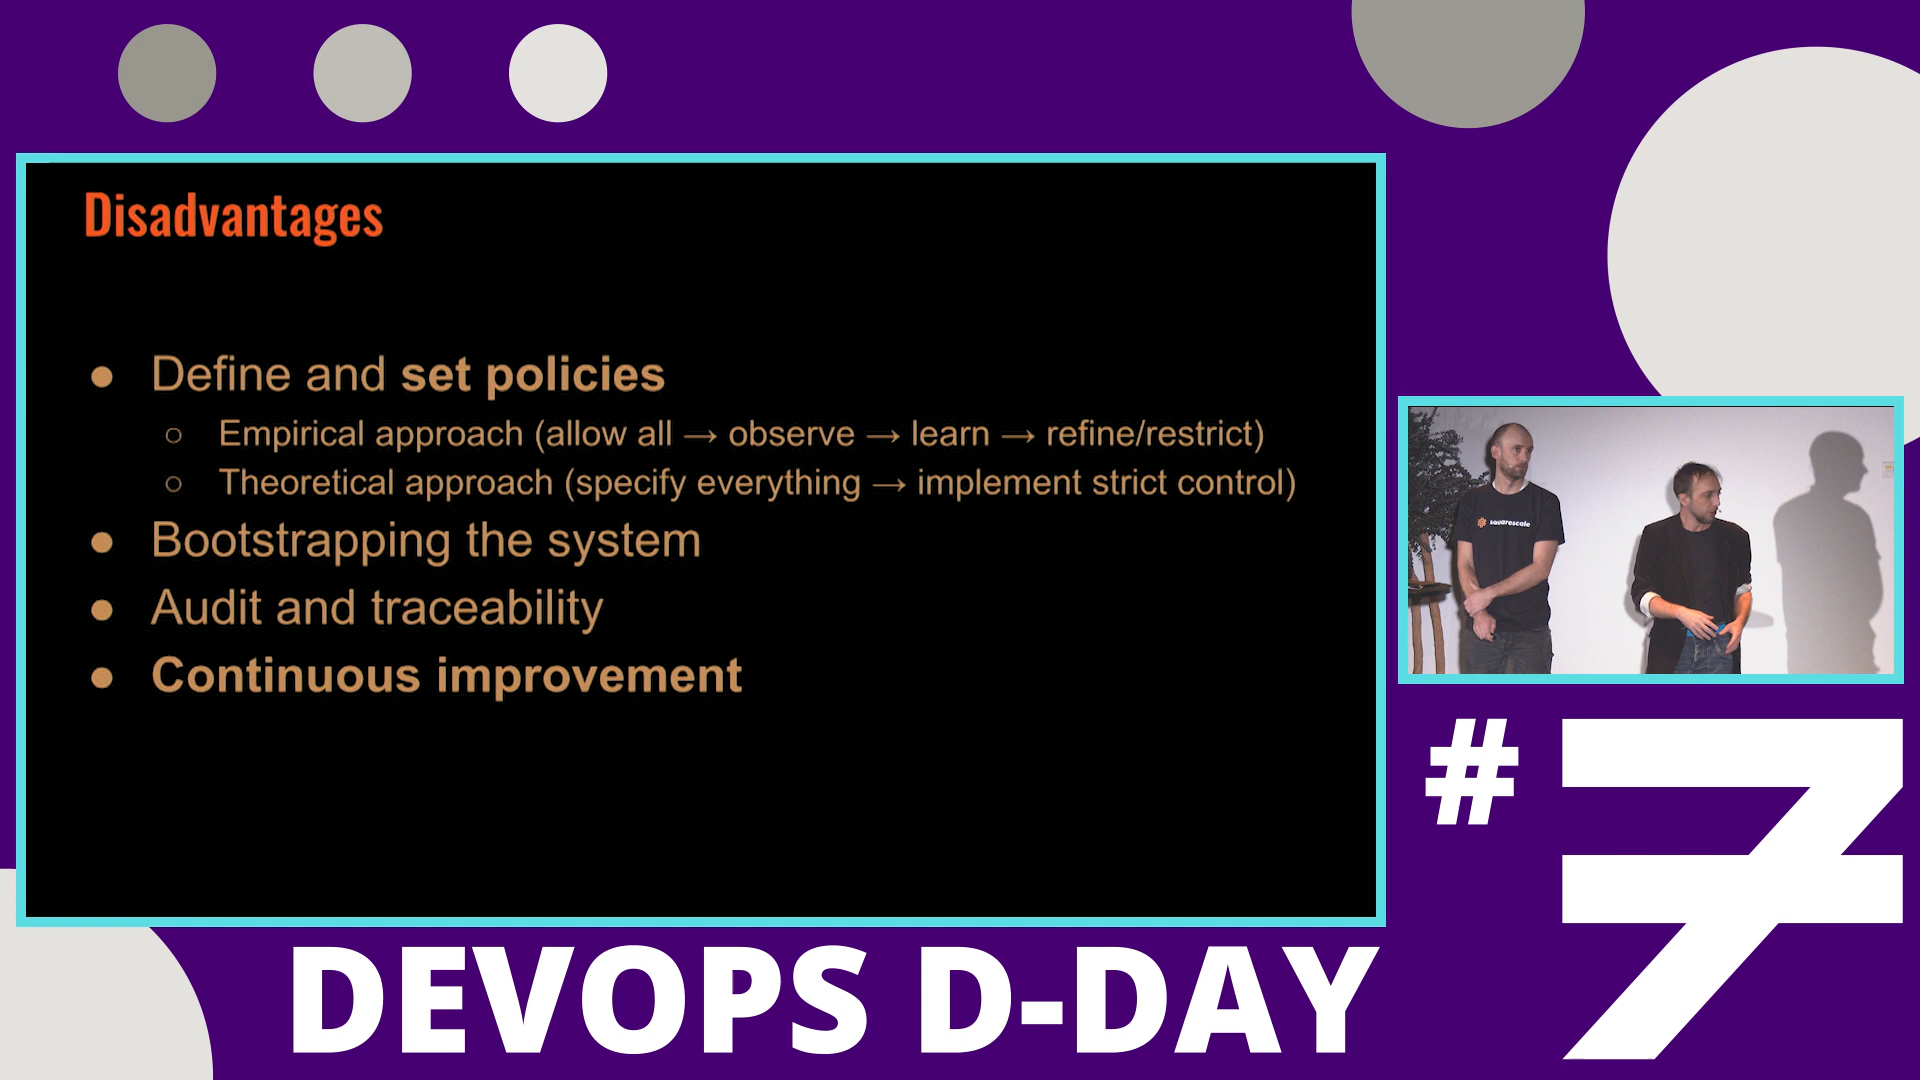 Disadvantages
● Define and set policies
○ Empirical approach (allow all → observe → learn → refine/restrict)
○ Theoretical approach (specify everything → implement strict control)
● Bootstrapping the system
● Audit and traceability
● Continuous improvement
squarescale
#7
DEVOPS D-DAY